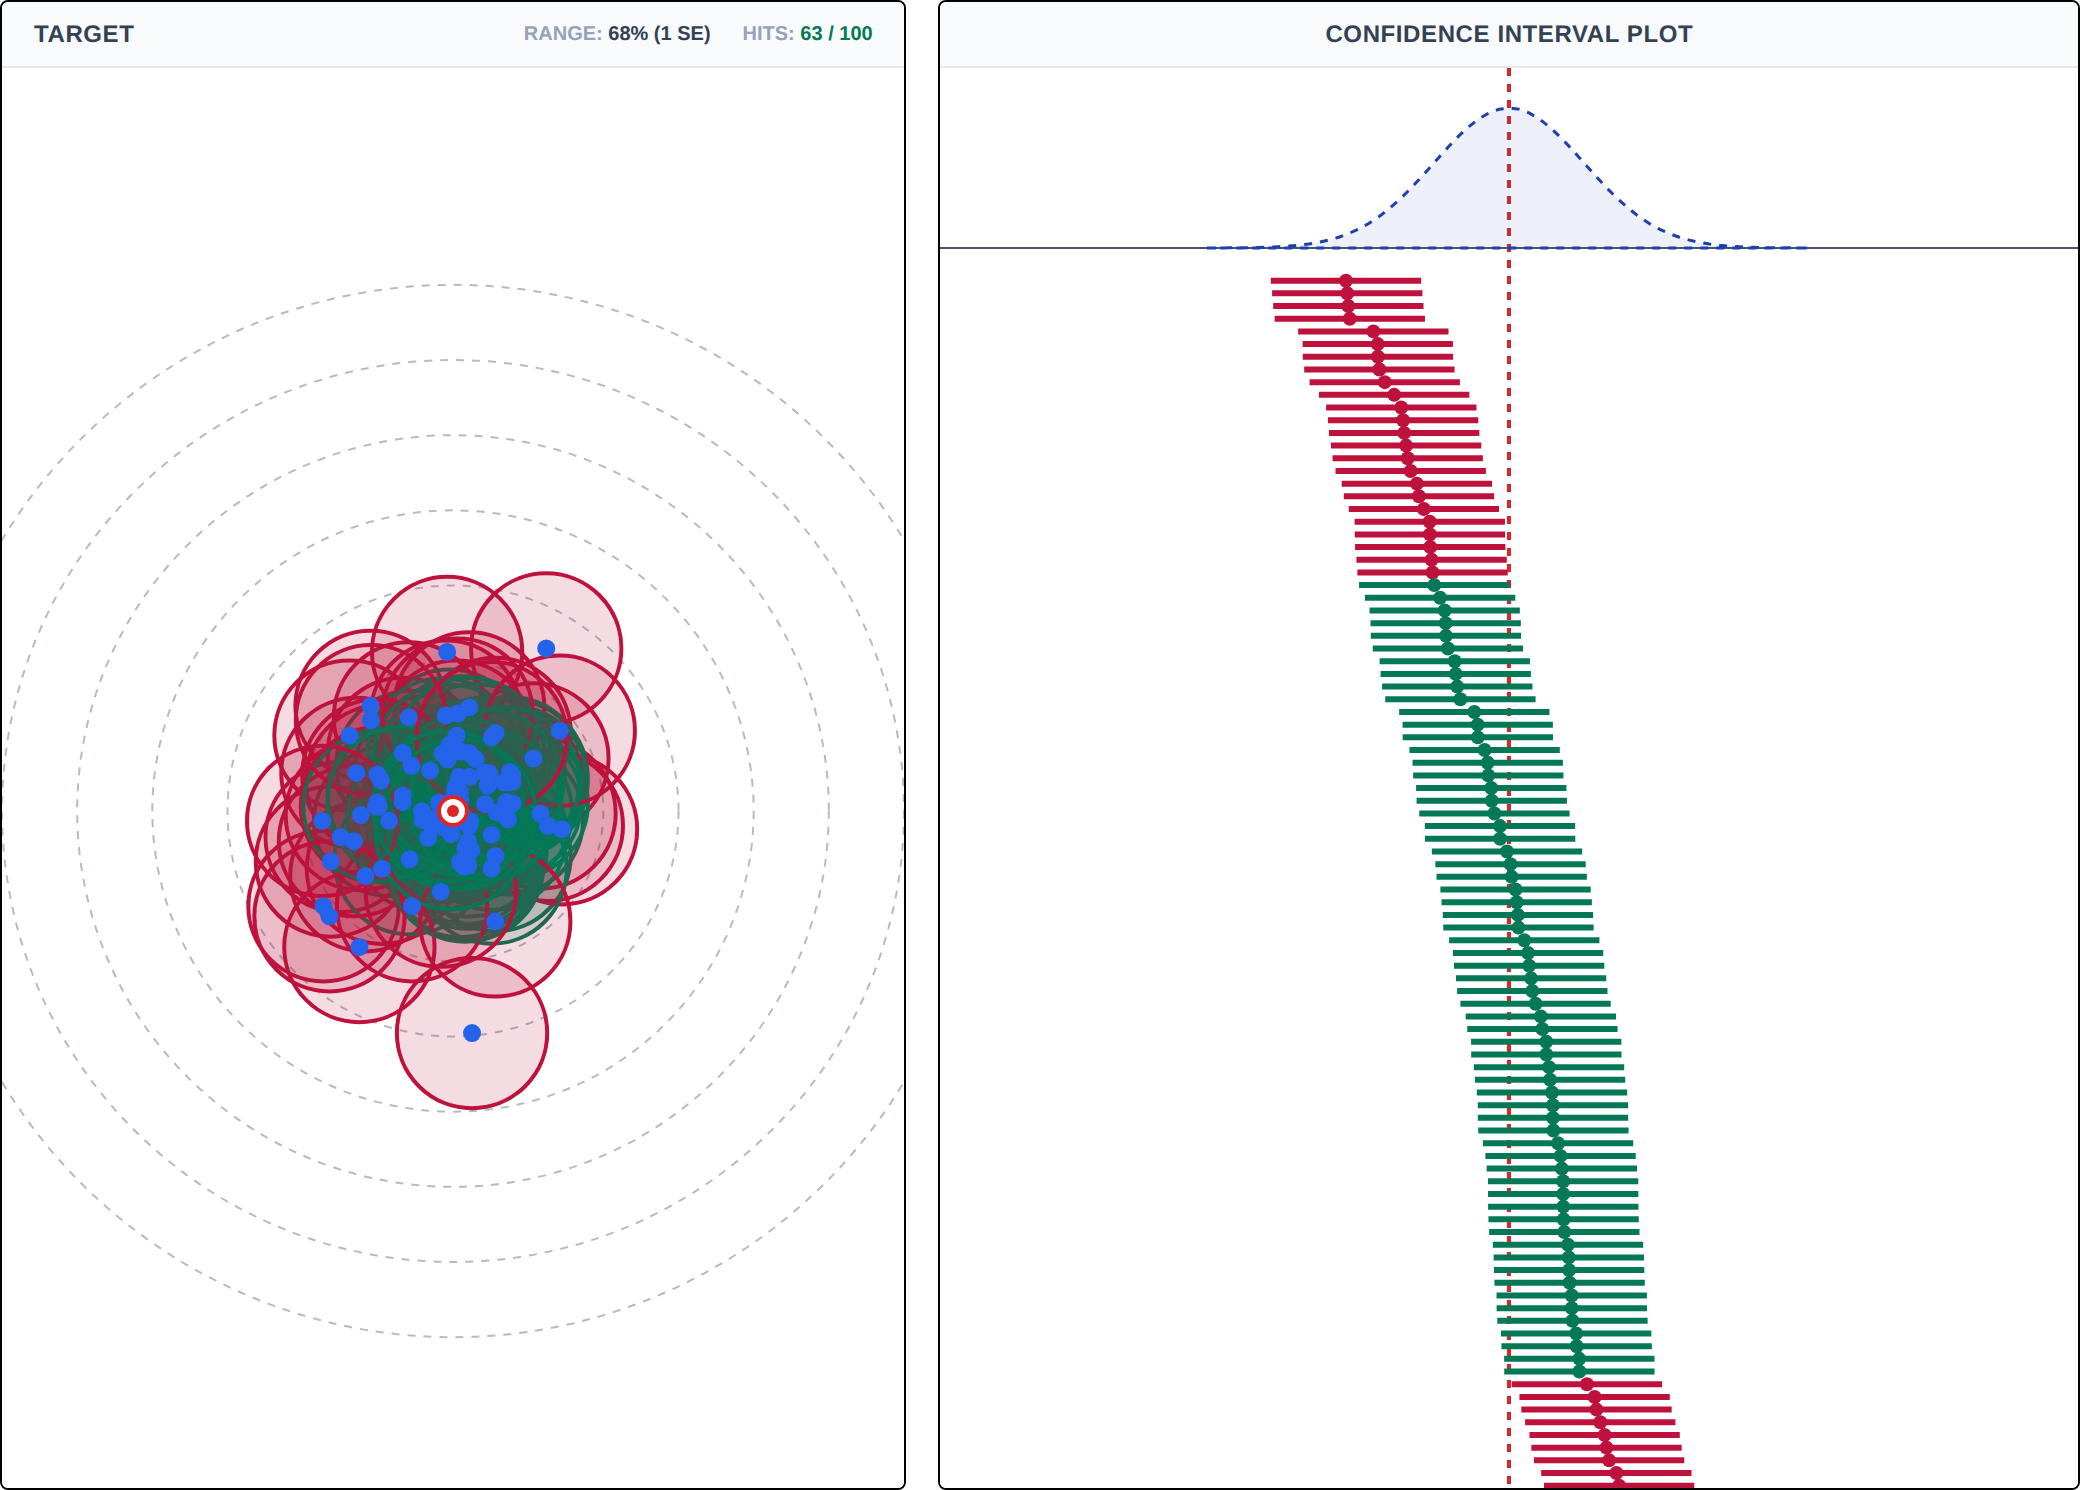 TARGET
RANGE: 68% (1 SE) HITS: 63 / 100
CONFIDENCE INTERVAL PLOT